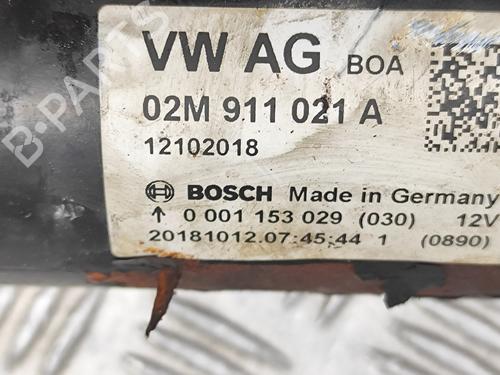 VW AG BOA
02M 911 021 A
12102018
BOSCH Made in Germany
↑ 0 001 153 029 (030) 12V
20181012.07:45:44 1 (0890)